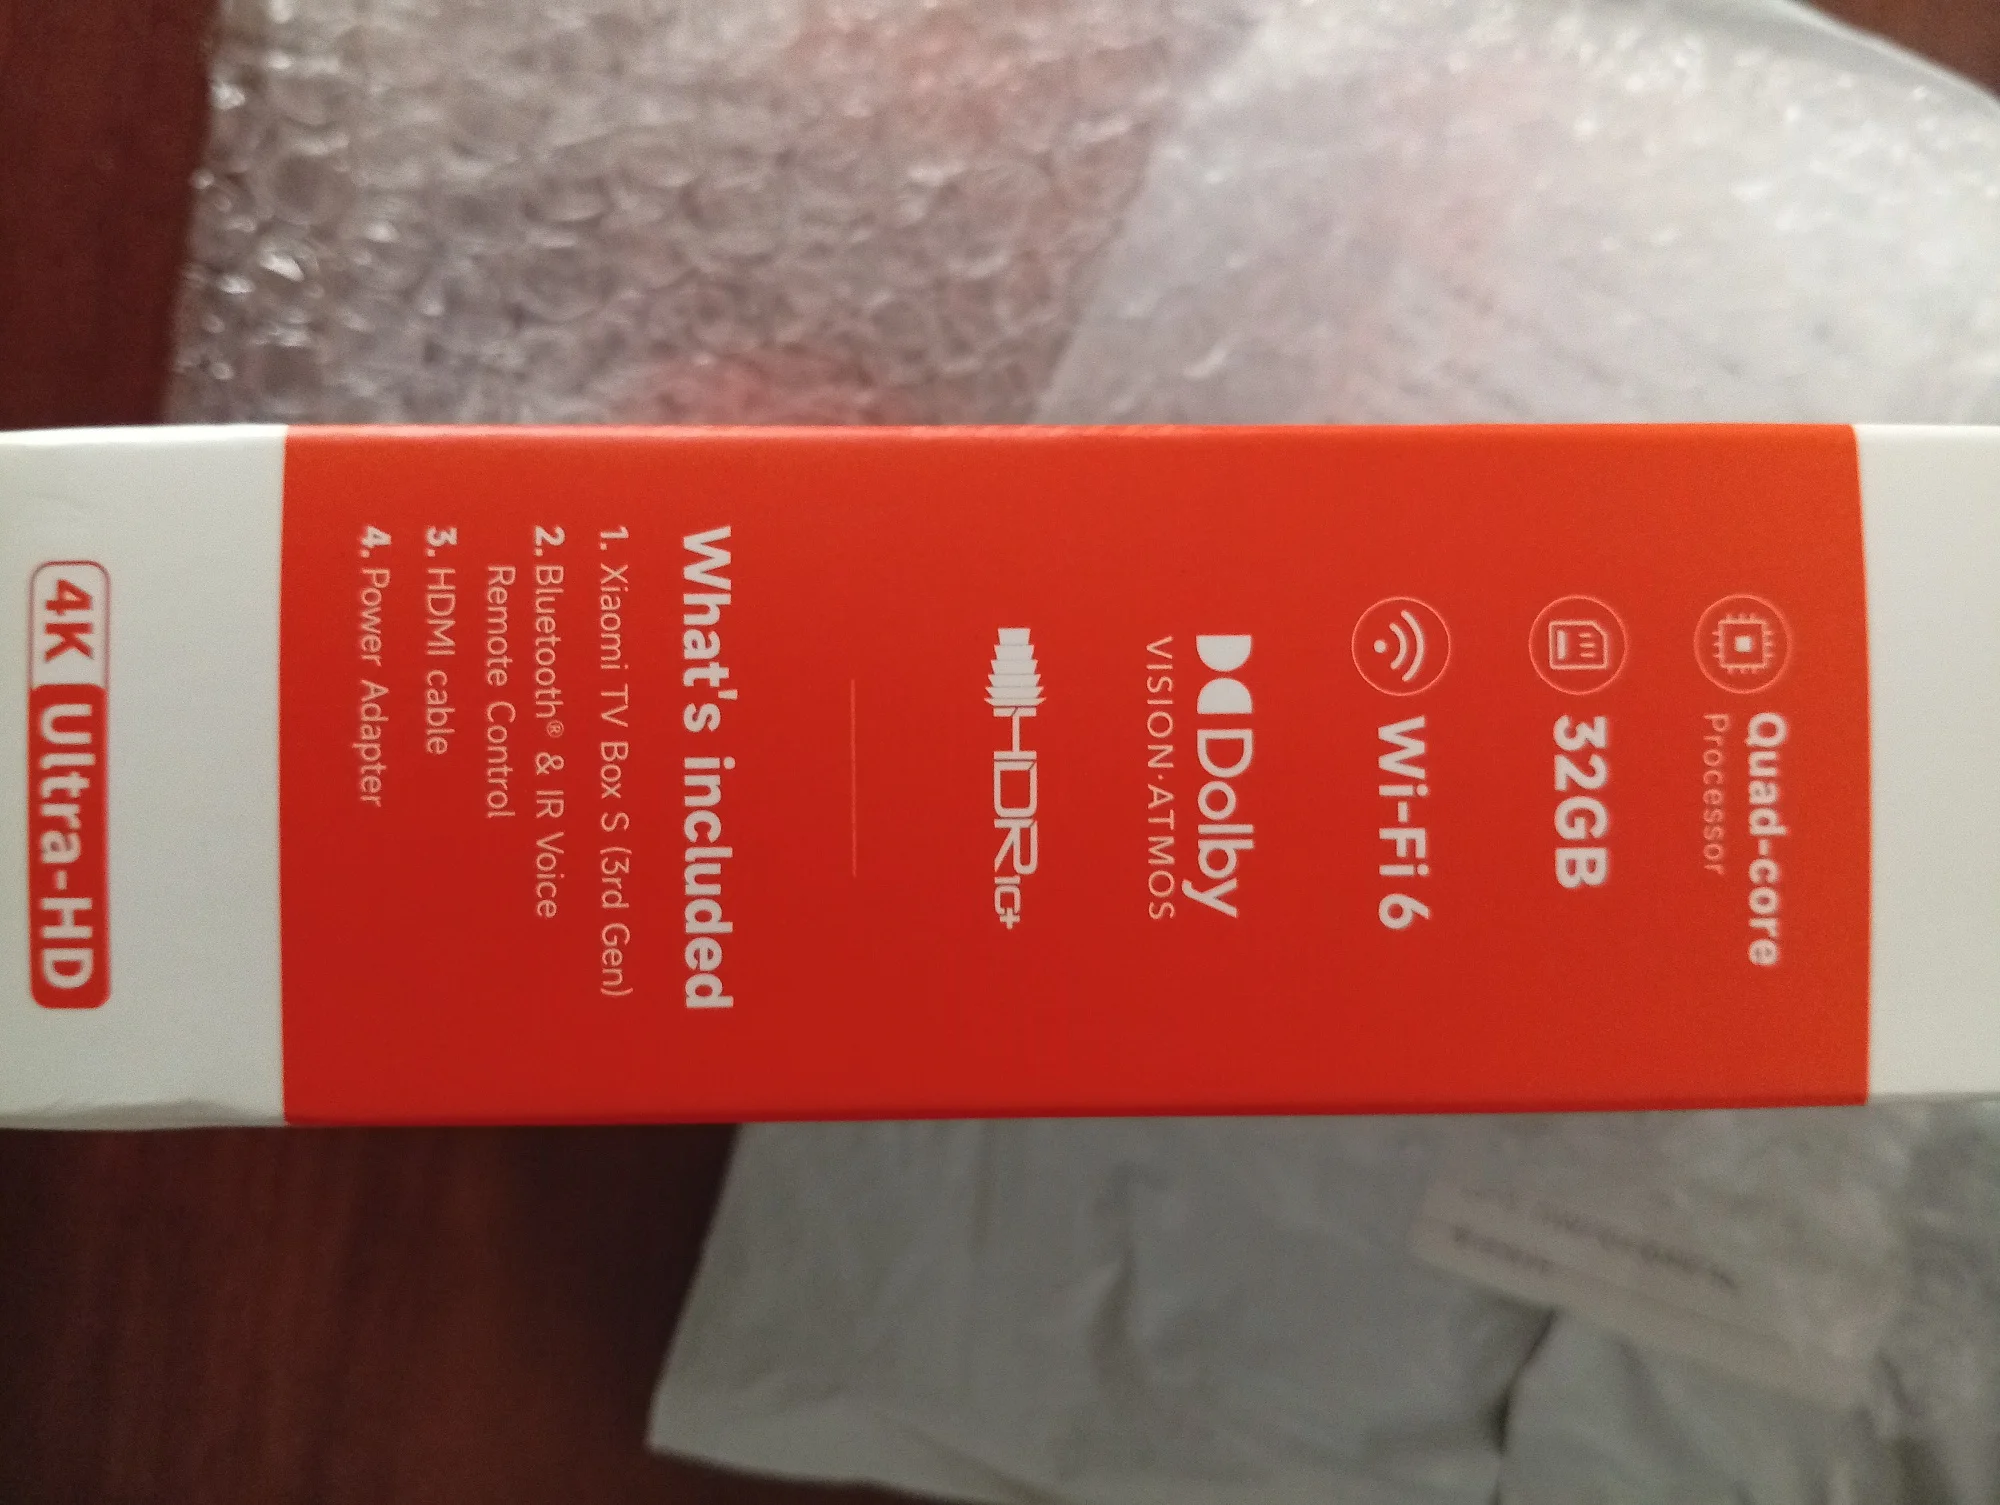 Quad-core
Processor
32GB
Wi-Fi 6
Dolby
VISION·ATMOS
HDR10+
What's included
1. Xiaomi TV Box S (3rd Gen)
2. Bluetooth® & IR Voice
Remote Control
3. HDMI cable
4. Power Adapter
4K Ultra-HD